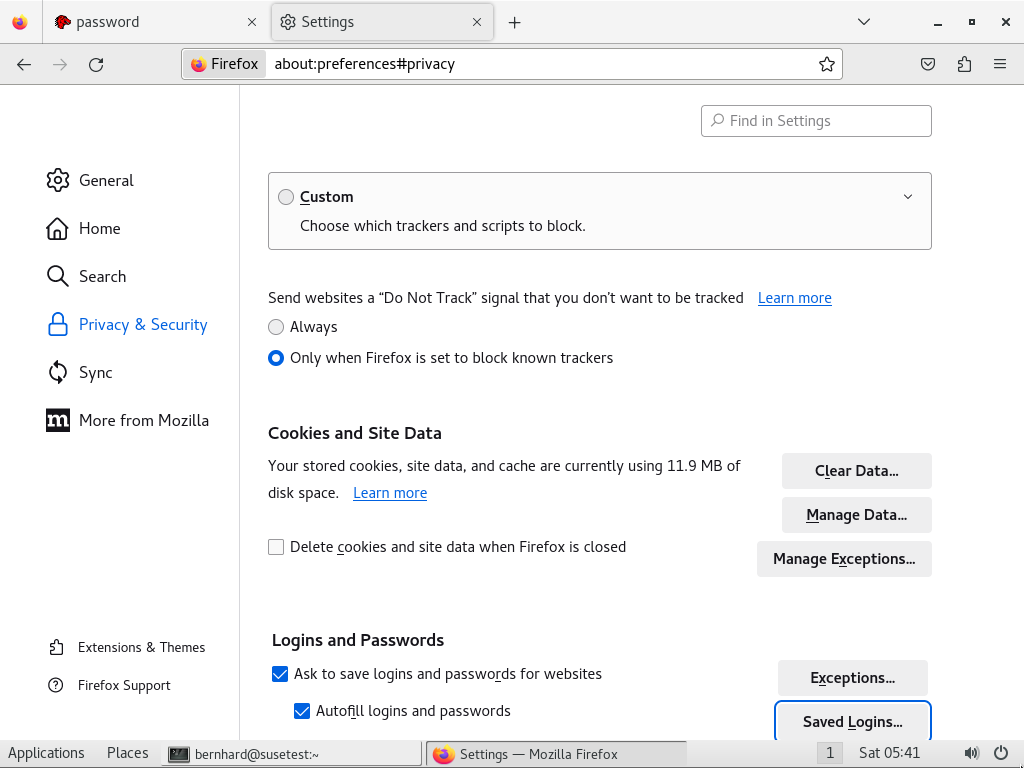 password
Settings
Firefox about:preferences#privacy
Find in Settings
General
Home
Search
Privacy & Security
Sync
More from Mozilla
Extensions & Themes
Firefox Support
Custom
Choose which trackers and scripts to block.
Send websites a “Do Not Track” signal that you don’t want to be tracked Learn more
Always
Only when Firefox is set to block known trackers
Cookies and Site Data
Your stored cookies, site data, and cache are currently using 11.9 MB of
disk space. Learn more
Clear Data…
Manage Data…
Delete cookies and site data when Firefox is closed
Manage Exceptions…
Logins and Passwords
Ask to save logins and passwords for websites
Exceptions…
Autofill logins and passwords
Saved Logins…
Applications Places bernhard@susetest:~ Settings — Mozilla Firefox 1 Sat 05:41